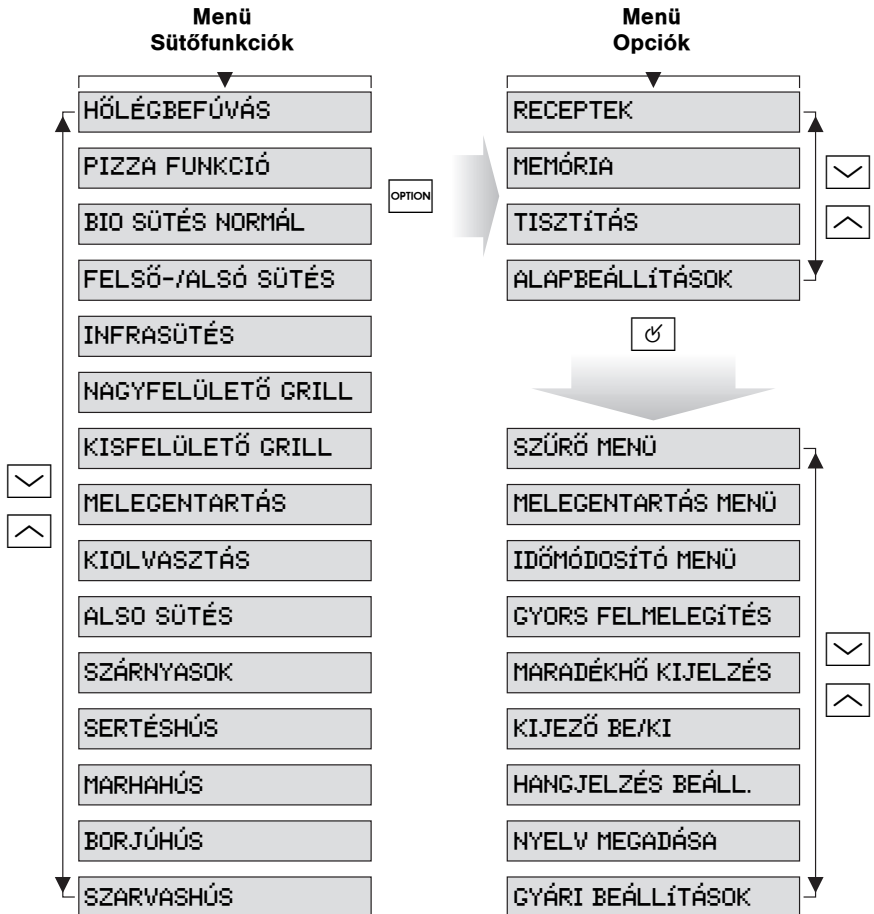 Menü
Sütőfunkciók
HŐLÉGBEFÚVÁS
PIZZA FUNKCIÓ
BIO SÜTÉS NORMÁL
FELSŐ-/ALSÓ SÜTÉS
INFRASÜTÉS
NAGYFELÜLETŐ GRILL
KISFELÜLETŐ GRILL
MELEGENTARTÁS
KIOLVASZTÁS
ALSO SÜTÉS
SZÁRNYASOK
SERTÉSHÚS
MARHAHÚS
BORJÚHÚS
SZARVASHÚS
OPTION
Menü
Opciók
RECEPTEK
MEMÓRIA
TISZTíTÁS
ALAPBEÁLLíTÁSOK
SZŰRŐ MENÜ
MELEGENTARTÁS MENÜ
IDŐMÓDOSÍTÓ MENÜ
GYORS FELMELEGíTÉS
MARADÉKHŐ KIJELZÉS
KIJEZŐ BE/KI
HANGJELZÉS BEÁLL.
NYELV MEGADÁSA
GYÁRI BEÁLLíTÁSOK